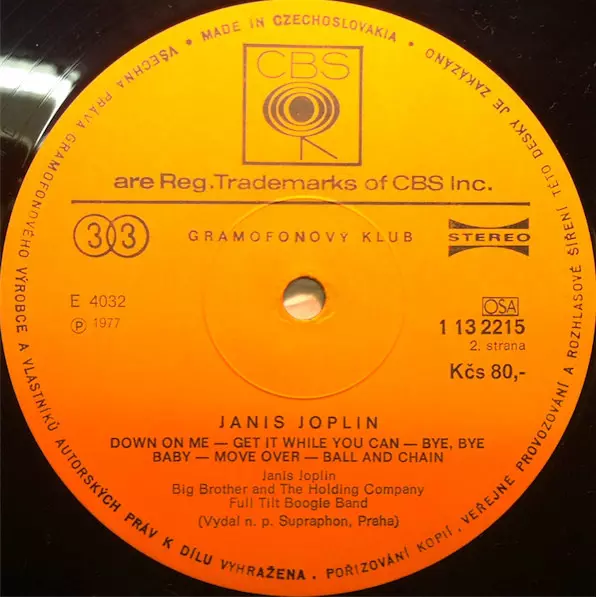 • MADE IN CZECHOSLOVAKIA •
VŠECHNA PRÁVA GRAMOFONOVÉHO VÝROBCE A VLASTNÍKŮ AUTORSKÝCH PRÁV K DÍLU VYHRAŽENA. POŘIZOVÁNÍ KOPIÍ, VEŘEJNÉ PROVOZOVÁNÍ A ROZHLASOVÉ ŠÍŘENÍ TÉTO DESKY JE ZAKÁZÁNO
CBS
are Reg.Trademarks of CBS Inc.
33
GRAMOFONOVÝ KLUB
STEREO
E 4032
Ⓟ 1977
OSA
1 13 2215
2. strana
Kčs 80,-
JANIS JOPLIN
DOWN ON ME — GET IT WHILE YOU CAN — BYE, BYE
BABY — MOVE OVER — BALL AND CHAIN
Janis Joplin
Big Brother and The Holding Company
Full Tilt Boogie Band
(Vydal n. p. Supraphon, Praha)